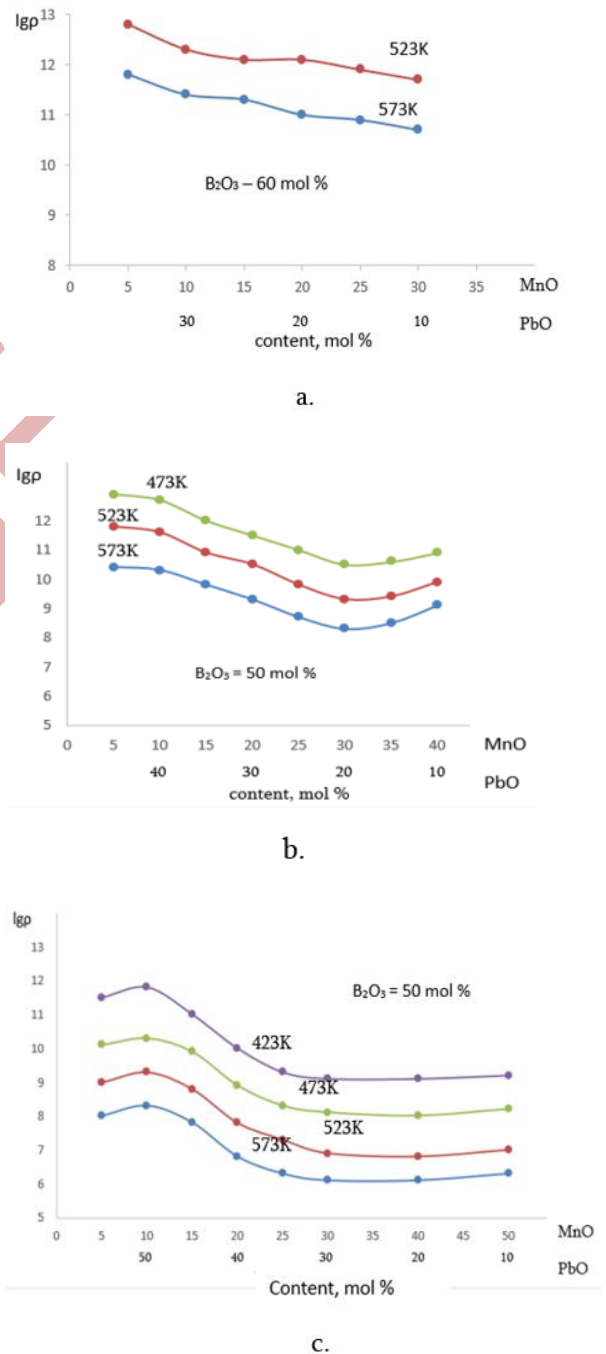 lgρ
13
12
11
10
9
8
523K
573K
B₂O₃ – 60 mol %
0 5 10 15 20 25 30 35 MnO
30 20 10 PbO
content, mol %
a.
lgρ
12
11
10
9
8
7
6
5
473K
523K
573K
B₂O₃ = 50 mol %
0 5 10 15 20 25 30 35 40 MnO
40 30 20 10 PbO
content, mol %
b.
lgρ
13
12
11
10
9
8
7
6
5
B₂O₃ = 50 mol %
423K
473K
523K
573K
0 5 10 15 20 25 30 35 40 45 50 MnO
50 40 30 20 10 PbO
Content, mol %
c.